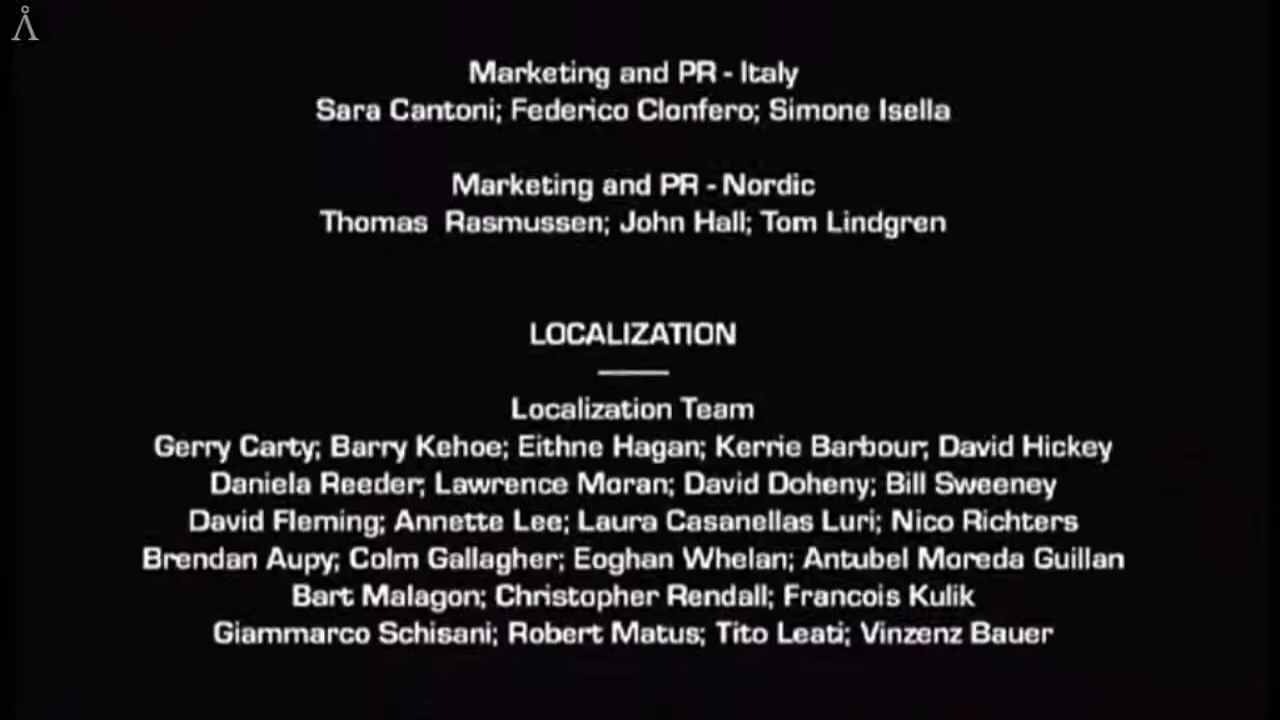 Å
Marketing and PR - Italy
Sara Cantoni; Federico Clonfero; Simone Isella
Marketing and PR - Nordic
Thomas  Rasmussen; John Hall; Tom Lindgren
LOCALIZATION
Localization Team
Gerry Carty; Barry Kehoe; Eithne Hagan; Kerrie Barbour; David Hickey
Daniela Reeder; Lawrence Moran; David Doheny; Bill Sweeney
David Fleming; Annette Lee; Laura Casanellas Luri; Nico Richters
Brendan Aupy; Colm Gallagher; Eoghan Whelan; Antubel Moreda Guillan
Bart Malagon; Christopher Rendall; Francois Kulik
Giammarco Schisani; Robert Matus; Tito Leati; Vinzenz Bauer